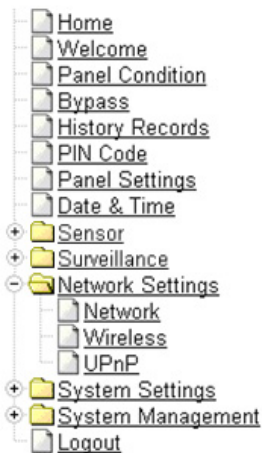 Home
Welcome
Panel Condition
Bypass
History Records
PIN Code
Panel Settings
Date & Time
Sensor
Surveillance
Network Settings
Network
Wireless
UPnP
System Settings
System Management
Logout